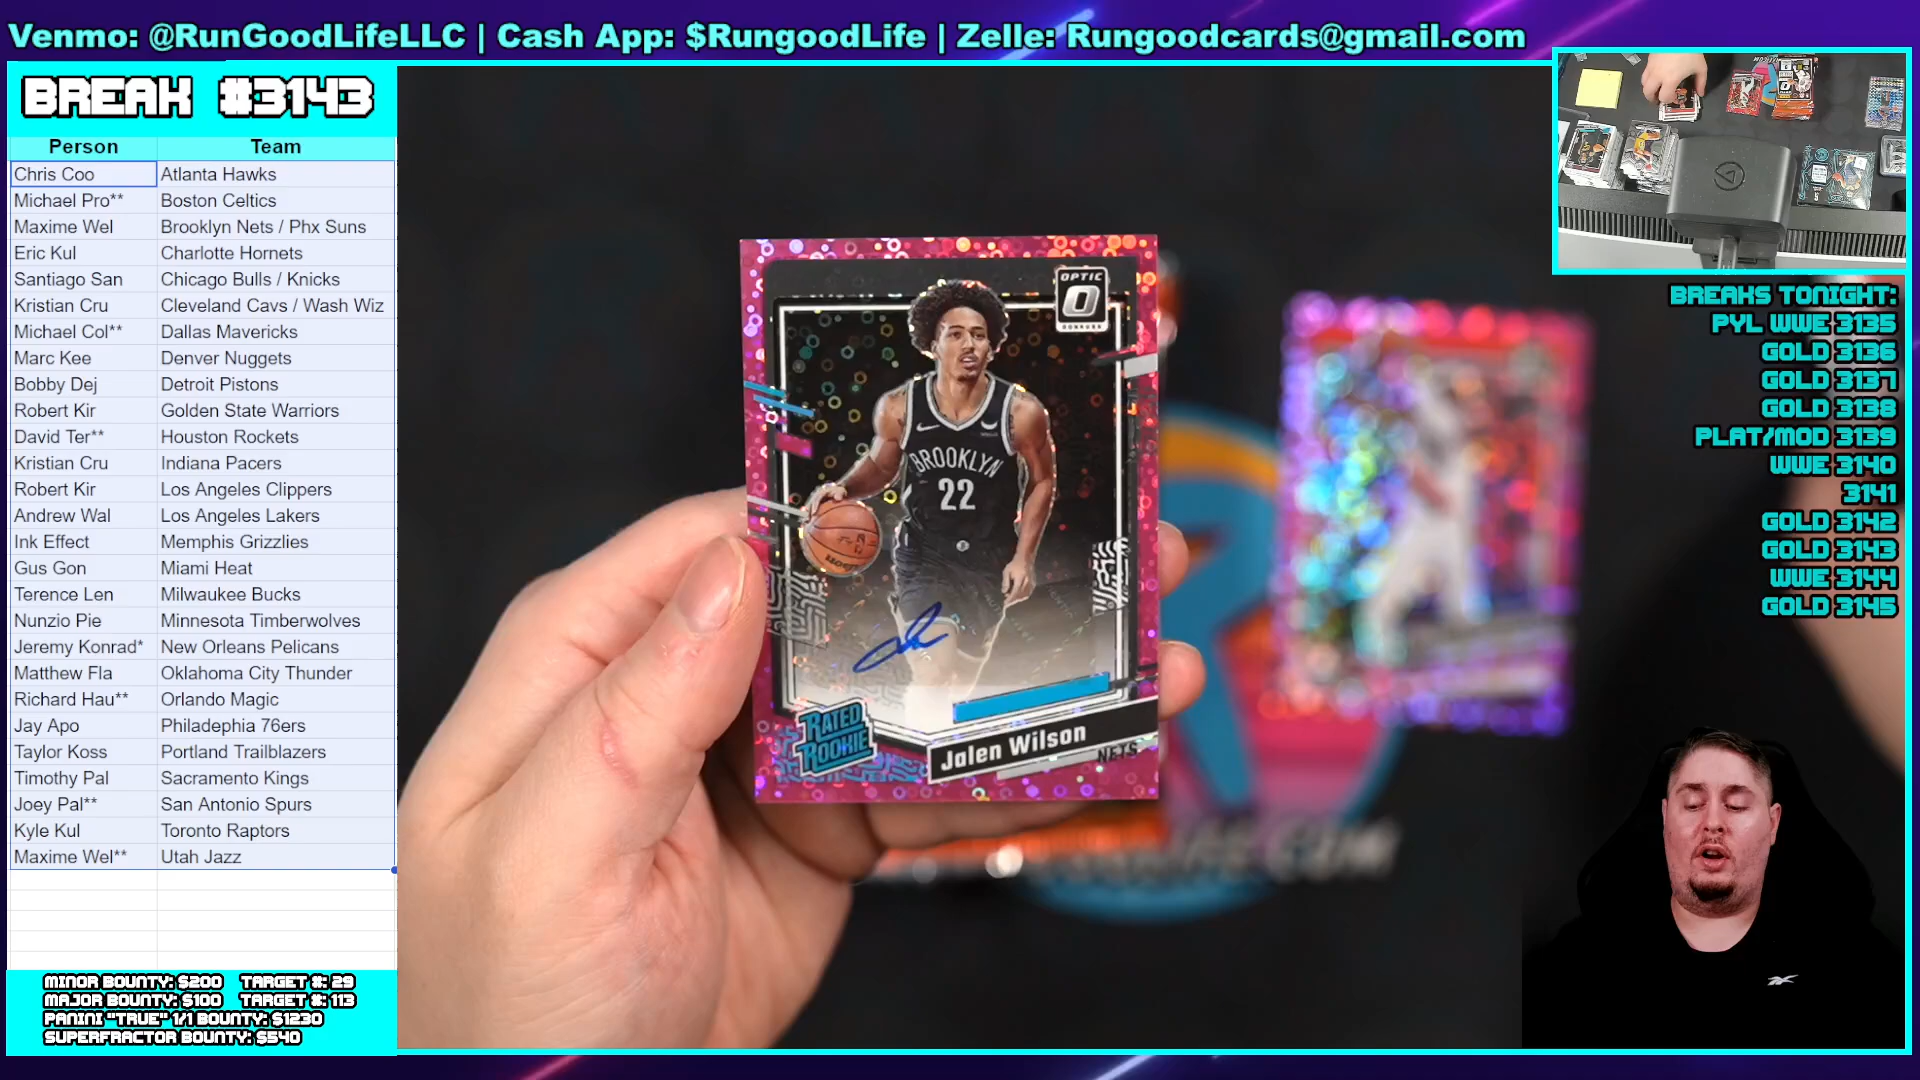 Venmo: @RunGoodLifeLLC | Cash App: $RungoodLife | Zelle: Rungoodcards@gmail.com
BREAK #3143
Person Team
Chris Coo Atlanta Hawks
Michael Pro** Boston Celtics
Maxime Wel Brooklyn Nets / Phx Suns
Eric Kul Charlotte Hornets
Santiago San Chicago Bulls / Knicks
Kristian Cru Cleveland Cavs / Wash Wiz
Michael Col** Dallas Mavericks
Marc Kee Denver Nuggets
Bobby Dej Detroit Pistons
Robert Kir Golden State Warriors
David Ter** Houston Rockets
Kristian Cru Indiana Pacers
Robert Kir Los Angeles Clippers
Andrew Wal Los Angeles Lakers
Ink Effect Memphis Grizzlies
Gus Gon Miami Heat
Terence Len Milwaukee Bucks
Nunzio Pie Minnesota Timberwolves
Jeremy Konrad* New Orleans Pelicans
Matthew Fla Oklahoma City Thunder
Richard Hau** Orlando Magic
Jay Apo Philadephia 76ers
Taylor Koss Portland Trailblazers
Timothy Pal Sacramento Kings
Joey Pal** San Antonio Spurs
Kyle Kul Toronto Raptors
Maxime Wel** Utah Jazz
MINOR BOUNTY: $200 TARGET #: 29
MAJOR BOUNTY: $100 TARGET #: 113
PANINI "TRUE" 1/1 BOUNTY: $1230
SUPERFRACTOR BOUNTY: $540
OPTIC
O
DONRUSS
BROOKLYN
22
RATED
ROOKIE
Jalen Wilson
NETS
BREAKS TONIGHT:
PYL WWE 3135
GOLD 3136
GOLD 3137
GOLD 3138
PLAT/MOD 3139
WWE 3140
3141
GOLD 3142
GOLD 3143
WWE 3144
GOLD 3145